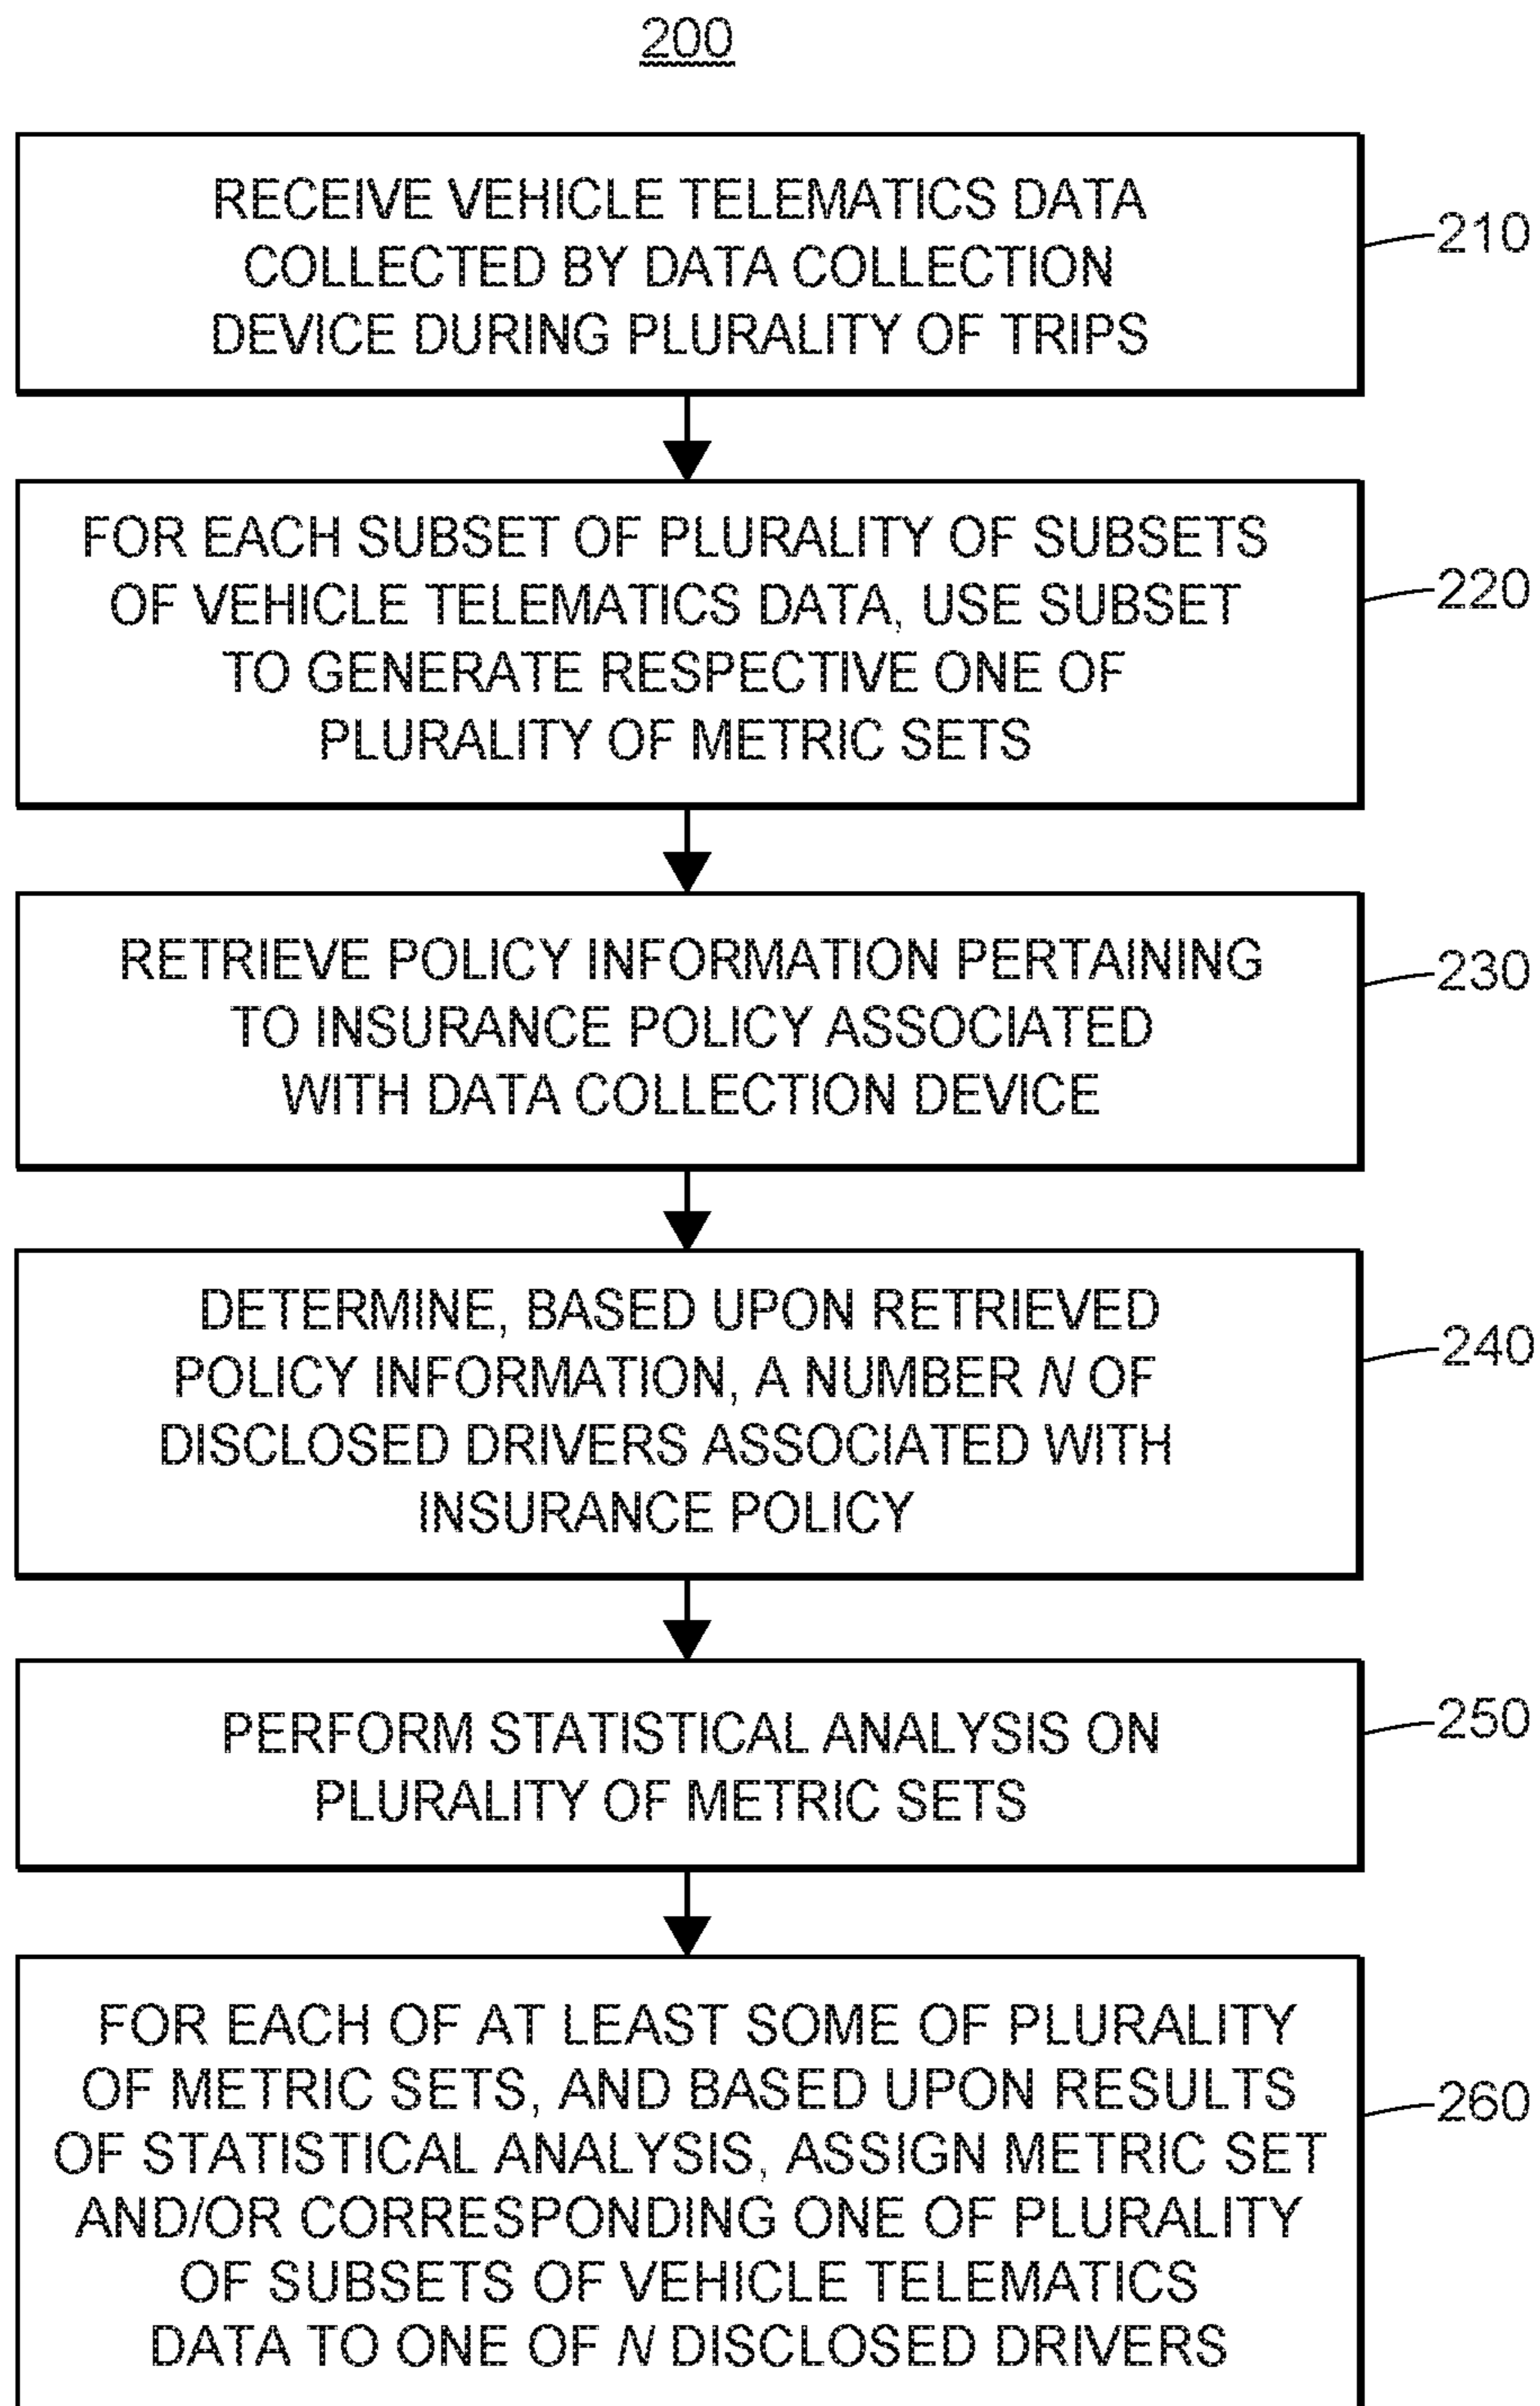 200
RECEIVE VEHICLE TELEMATICS DATA
COLLECTED BY DATA COLLECTION
DEVICE DURING PLURALITY OF TRIPS
210
FOR EACH SUBSET OF PLURALITY OF SUBSETS
OF VEHICLE TELEMATICS DATA, USE SUBSET
TO GENERATE RESPECTIVE ONE OF
PLURALITY OF METRIC SETS
220
RETRIEVE POLICY INFORMATION PERTAINING
TO INSURANCE POLICY ASSOCIATED
WITH DATA COLLECTION DEVICE
230
DETERMINE, BASED UPON RETRIEVED
POLICY INFORMATION, A NUMBER N OF
DISCLOSED DRIVERS ASSOCIATED WITH
INSURANCE POLICY
240
PERFORM STATISTICAL ANALYSIS ON
PLURALITY OF METRIC SETS
250
FOR EACH OF AT LEAST SOME OF PLURALITY
OF METRIC SETS, AND BASED UPON RESULTS
OF STATISTICAL ANALYSIS, ASSIGN METRIC SET
AND/OR CORRESPONDING ONE OF PLURALITY
OF SUBSETS OF VEHICLE TELEMATICS
DATA TO ONE OF N DISCLOSED DRIVERS
260